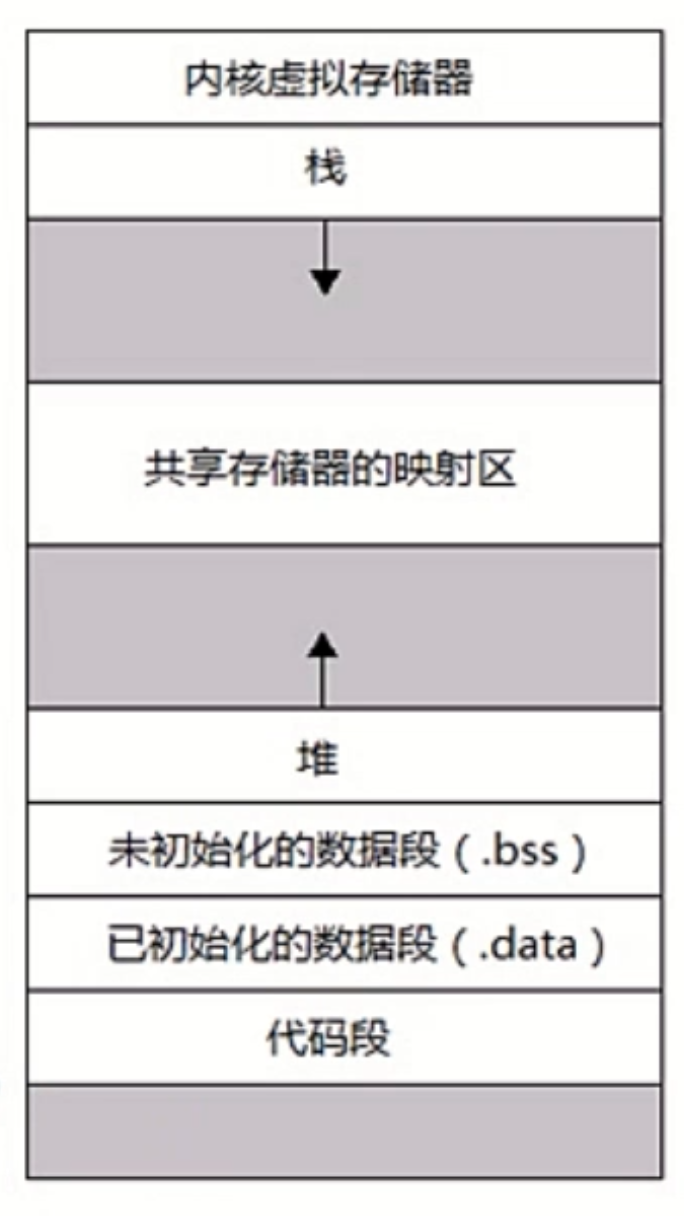 内核虚拟存储器
栈
共享存储器的映射区
堆
未初始化的数据段（.bss）
已初始化的数据段（.data）
代码段